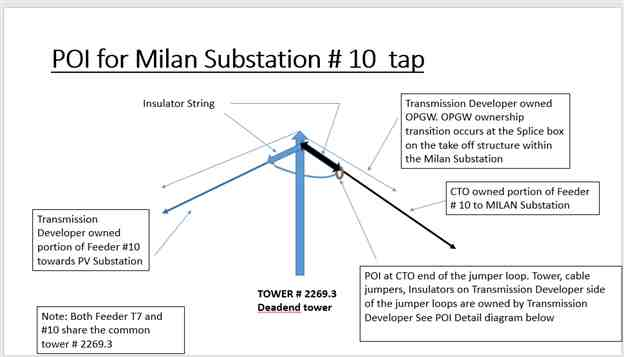 POI for Milan Substation # 10 tap
Insulator String
Transmission Developer owned
OPGW. OPGW ownership
transition occurs at the Splice box
on the take off structure within
the Milan Substation
CTO owned portion of Feeder
# 10 to MILAN Substation
Transmission
Developer owned
portion of Feeder #10
towards PV Substation
POI at CTO end of the jumper loop. Tower, cable
jumpers, Insulators on Transmission Developer side
of the jumper loops are owned by Transmission
Developer See POI Detail diagram below
TOWER # 2269.3
Deadend tower
Note: Both Feeder T7 and
#10 share the common
tower # 2269.3